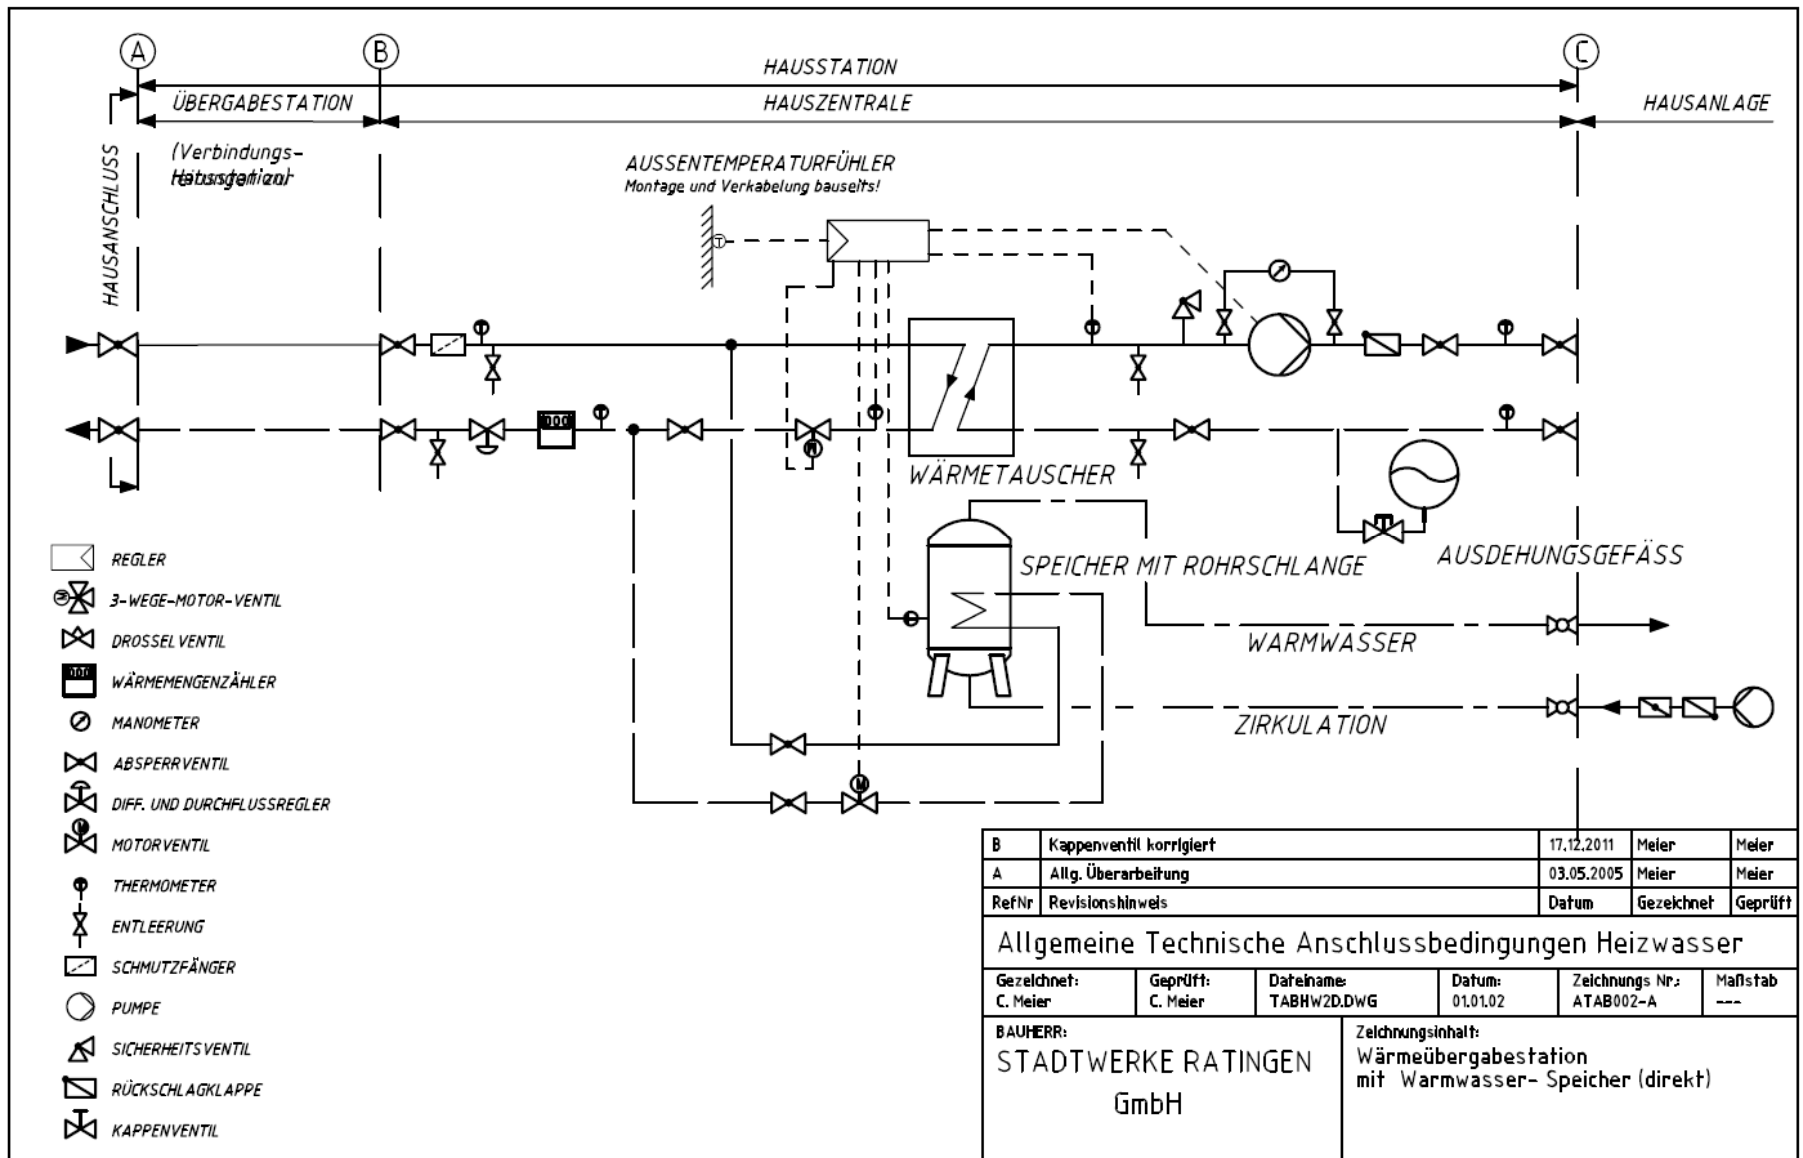 A
B
C
HAUSSTATION
ÜBERGABESTATION
HAUSZENTRALE
HAUSANLAGE
HAUSANSCHLUSS
(Verbindungs-
AUSSENTEMPERATURFÜHLER
Montage und Verkabelung bauseits!
T
T
T
T
T
000
T
T
T
M
WÄRMETAUSCHER
SPEICHER MIT ROHRSCHLANGE
AUSDEHUNGSGEFÄSS
WARMWASSER
ZIRKULATION
M
REGLER
M
3-WEGE-MOTOR-VENTIL
DROSSELVENTIL
000
WÄRMEMENGENZÄHLER
MANOMETER
ABSPERRVENTIL
DIFF. UND DURCHFLUSSREGLER
M
MOTORVENTIL
T
THERMOMETER
ENTLEERUNG
SCHMUTZFÄNGER
PUMPE
SICHERHEITSVENTIL
RÜCKSCHLAGKLAPPE
KAPPENVENTIL
B Kappenventil korrigiert 17.12.2011 Meier Meier
A Allg. Überarbeitung 03.05.2005 Meier Meier
RefNr Revisionshinweis Datum Gezeichnet Geprüft
Allgemeine Technische Anschlussbedingungen Heizwasser
Gezeichnet: Geprüft: Dateiname: Datum: Zeichnungs Nr.: Maßstab
C. Meier C. Meier TABHW2D.DWG 01.01.02 ATAB002-A ---
BAUHERR:
STADTWERKE RATINGEN
GmbH
Zeichnungsinhalt:
Wärmeübergabestation
mit Warmwasser- Speicher (direkt)